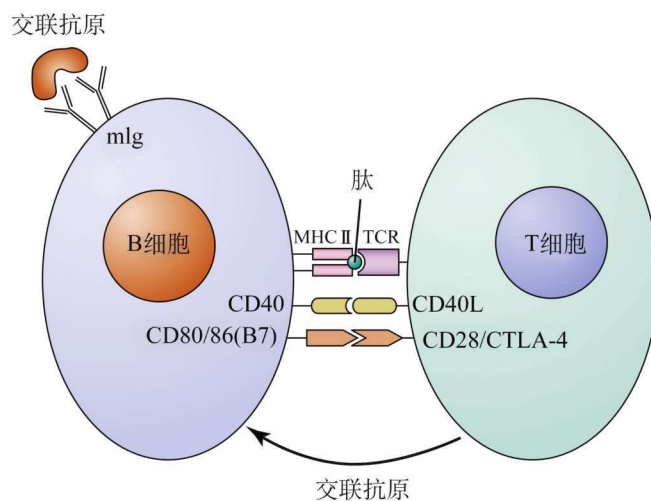 交联抗原
mIg
肽
MHC Ⅱ TCR
B细胞
T细胞
CD40
CD40L
CD80/86(B7)
CD28/CTLA-4
交联抗原